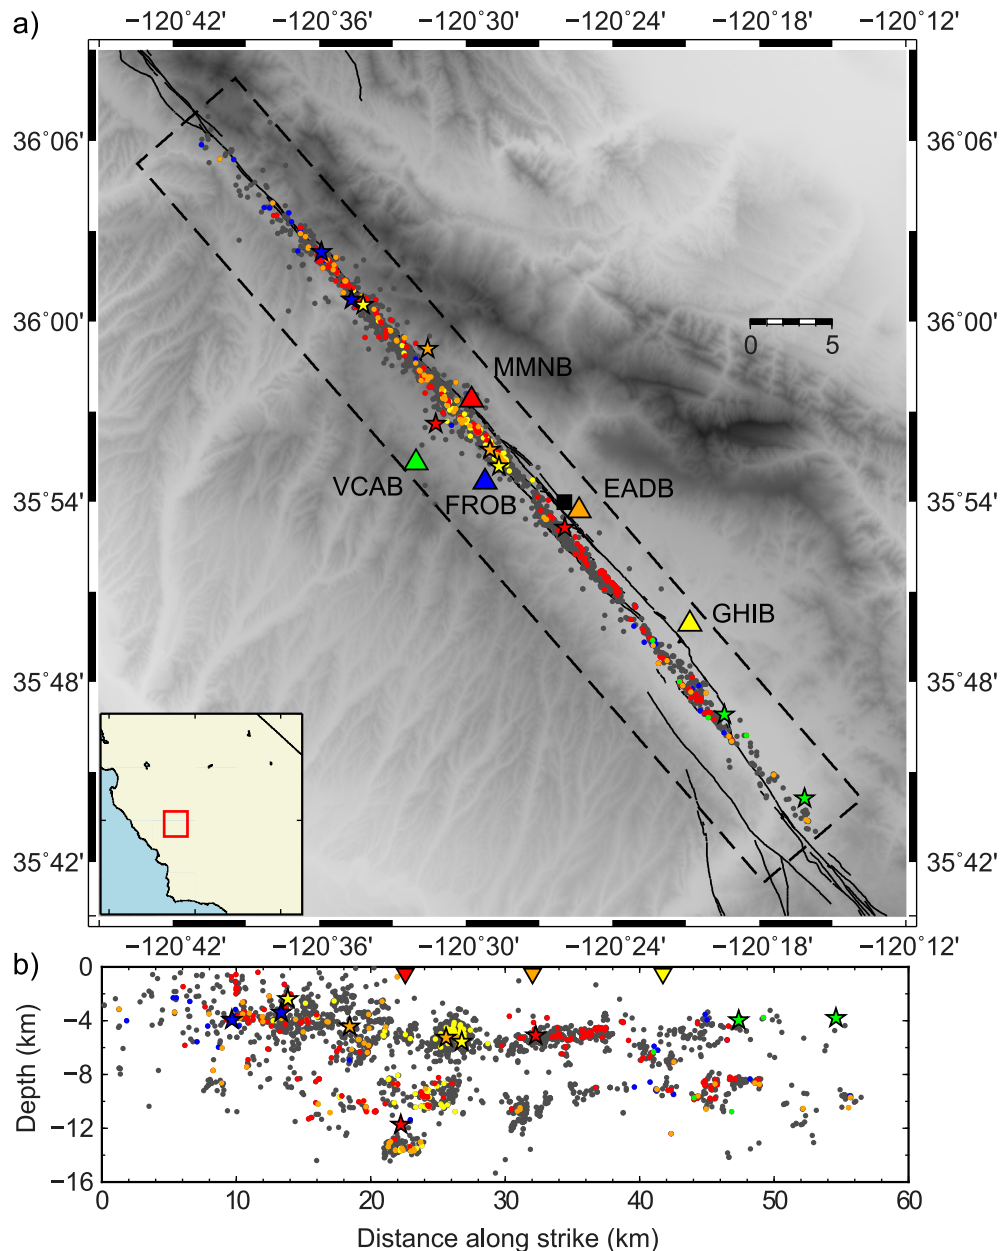 a)
−120°42' −120°36' −120°30' −120°24' −120°18' −120°12'
36°06' 36°06'
36°00' 36°00'
0 5
MMNB
VCAB
FROB
EADB
35°54' 35°54'
GHIB
35°48' 35°48'
35°42' 35°42'
−120°42' −120°36' −120°30' −120°24' −120°18' −120°12'
b)
0
−4
−8
−12
−16
Depth (km)
0 10 20 30 40 50 60
Distance along strike (km)